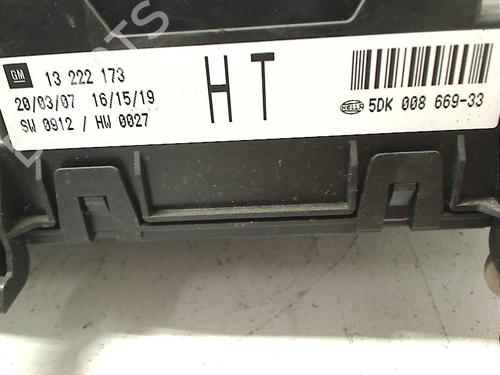 GM 13 222 173
20/03/07 16/15/19
SW 0912 / HW 0027
HT
HELLA 5DK 008 669-33